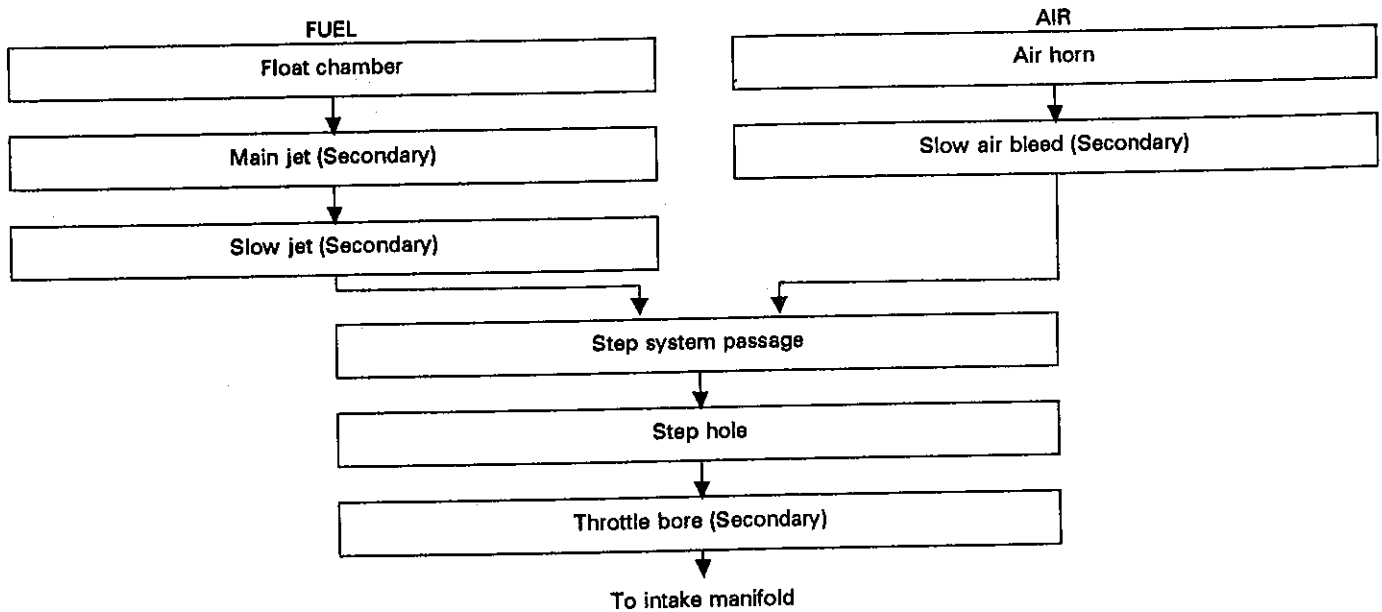 FUEL
Float chamber
Main jet (Secondary)
Slow jet (Secondary)
AIR
Air horn
Slow air bleed (Secondary)
Step system passage
Step hole
Throttle bore (Secondary)
To intake manifold